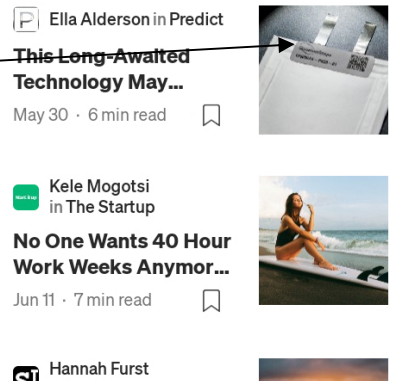 Ella Alderson in Predict
This Long-Awaited
Technology May...
May 30 · 6 min read
Kele Mogotsi
in The Startup
No One Wants 40 Hour
Work Weeks Anymor...
Jun 11 · 7 min read
Hannah Furst